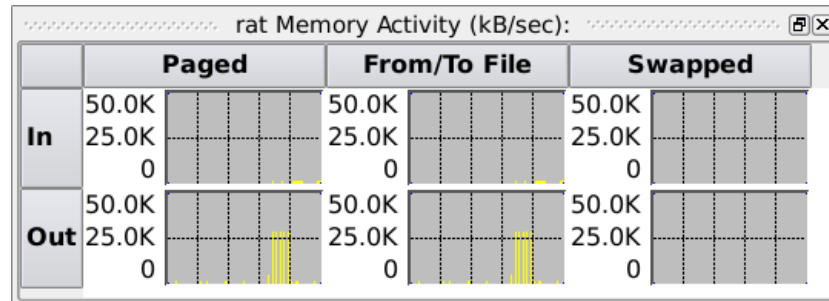 rat Memory Activity (kB/sec):
Paged From/To File Swapped
In 50.0K 25.0K 0 50.0K 25.0K 0 50.0K 25.0K 0
Out 50.0K 25.0K 0 50.0K 25.0K 0 50.0K 25.0K 0